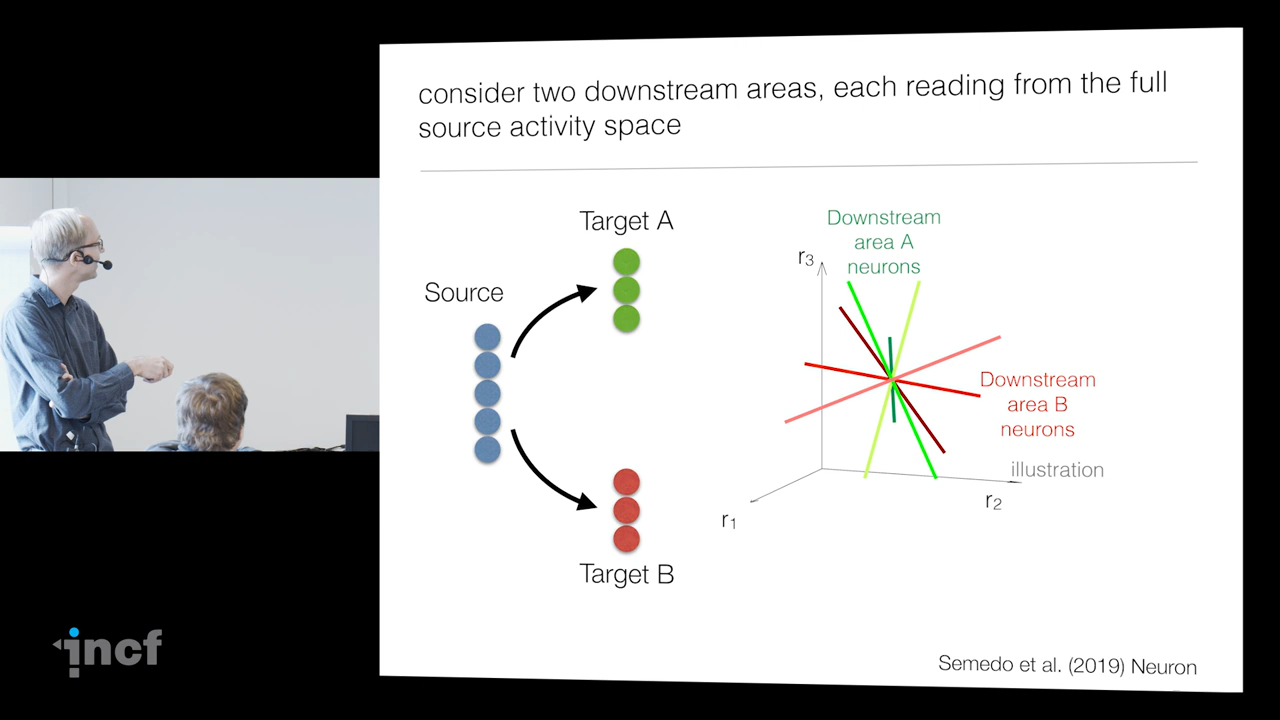 consider two downstream areas, each reading from the full
source activity space
Target A
Source
Target B
Downstream
area A
neurons
r3
Downstream
area B
neurons
illustration
r2
r1
Semedo et al. (2019) Neuron
incf